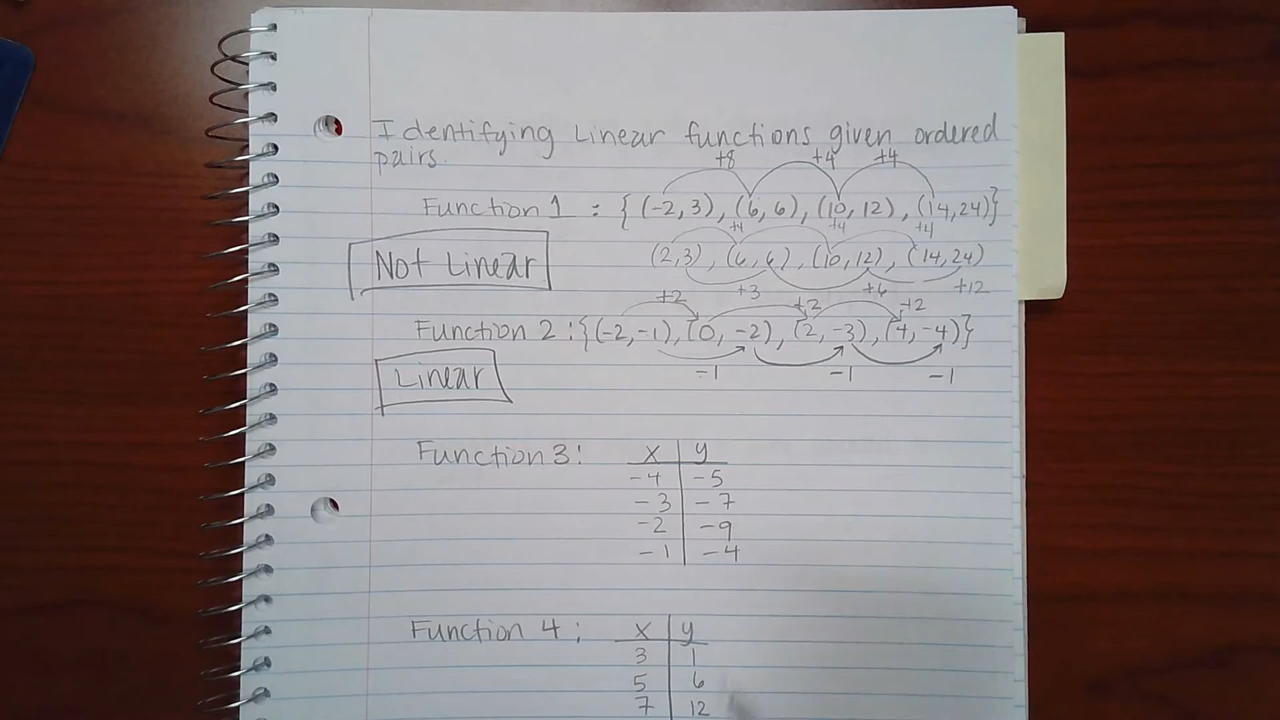 Identifying Linear functions given ordered
pairs.
+8 +4 +4
Function 1 : {(-2,3), (6,6), (10,12), (14,24)}
+4 +4 +4
Not Linear
(2,3), (6,6), (10,12), (14,24)
+3 +6 +12
+2 +2 +2
Function 2 : {(-2,-1), (0,-2), (2,-3), (4,-4)}
-1 -1 -1
Linear
Function 3:
x y
-4 -5
-3 -7
-2 -9
-1 -4
Function 4:
x y
3 1
5 6
7 12